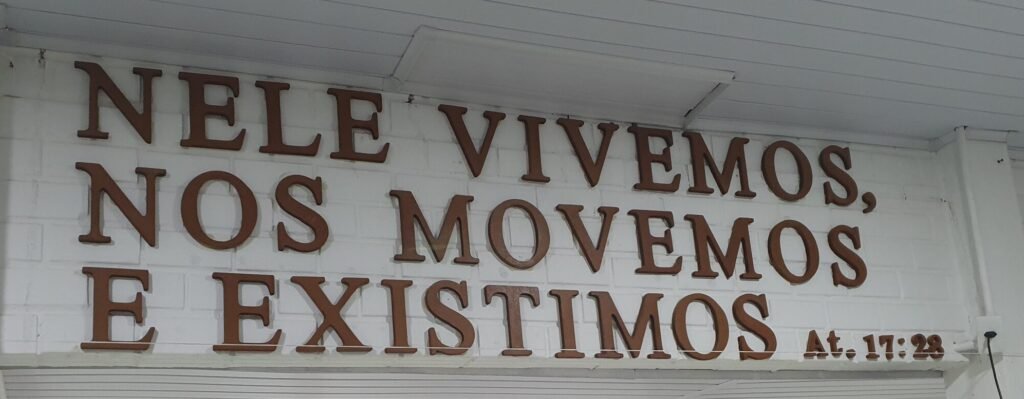 NELE VIVEMOS,
NOS MOVEMOS
E EXISTIMOS At. 17:28